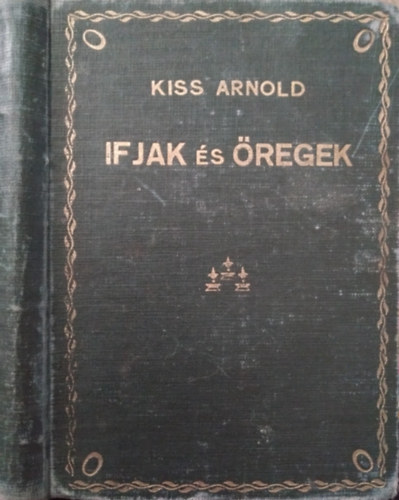 KISS ARNOLD
IFJAK ÉS ÖREGEK